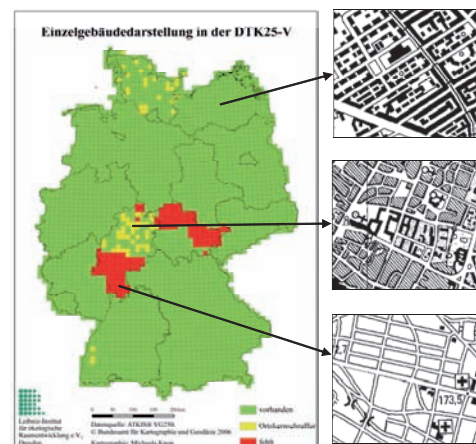 Einzelgebäudedarstellung in der DTK25-V
Leibniz-Institut
für ökologische
Raumentwicklung e.V.,
Dresden
Datenquelle: ATKIS® VG250,
© Bundesamt für Kartographie und Geodäsie 2006
Kartographie:
vorhanden
Ortskernschraffur
fehlt
173,5